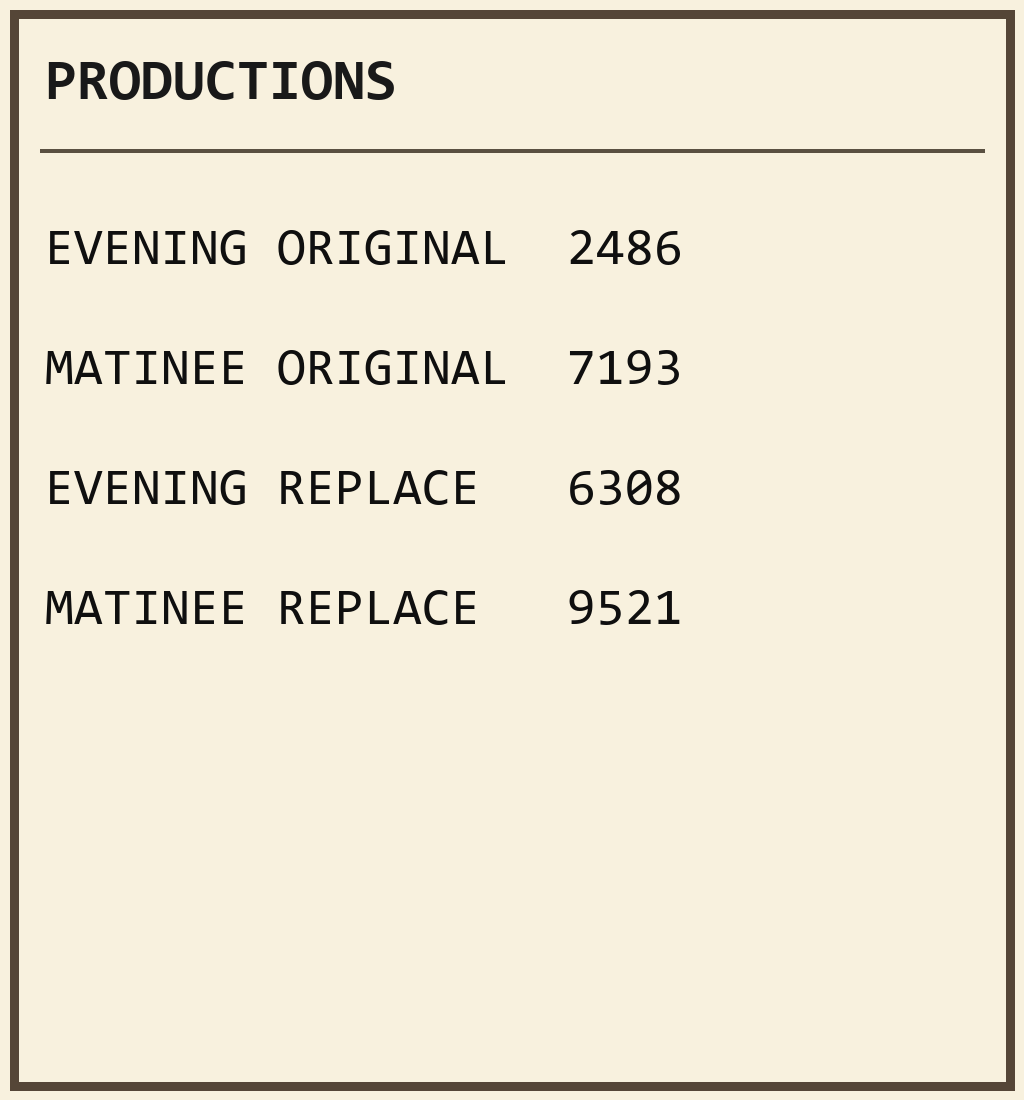 PRODUCTIONS
EVENING ORIGINAL  2486
MATINEE ORIGINAL  7193
EVENING REPLACE   6308
MATINEE REPLACE   9521